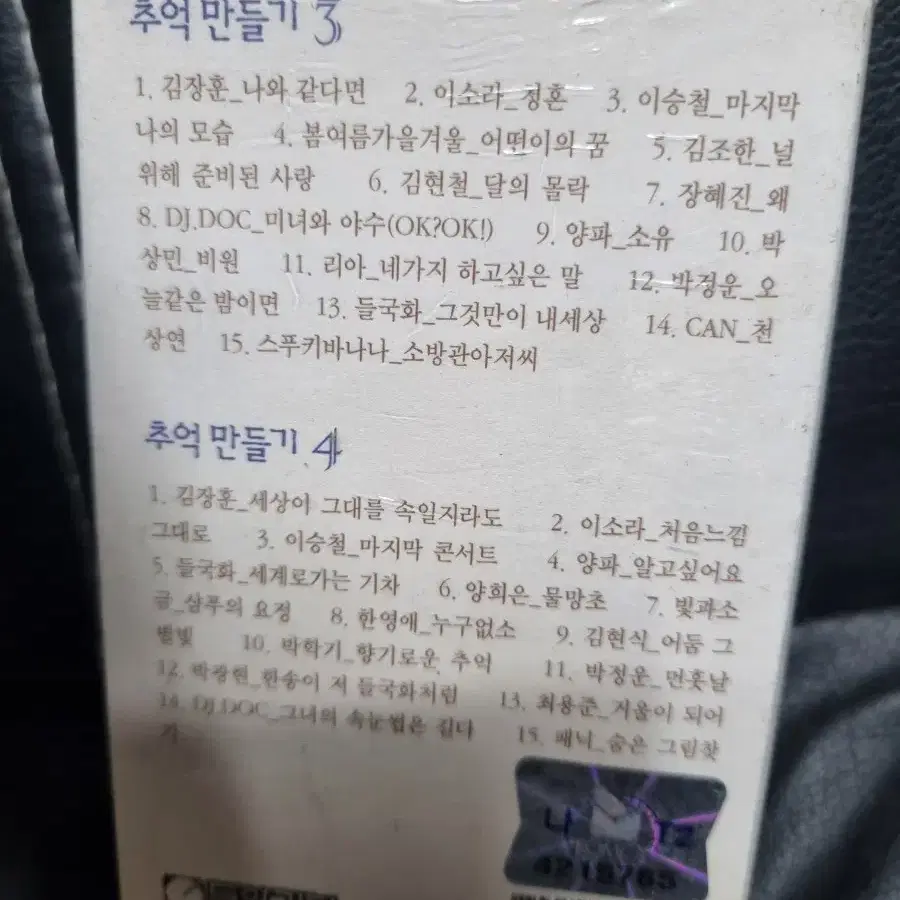 추억 만들기 3
1. 김장훈_나와 같다면 2. 이소라_청혼 3. 이승철_마지막
나의 모습 4. 봄여름가을겨울_어떤이의 꿈 5. 김조한_널
위해 준비된 사랑 6. 김현철_달의 몰락 7. 장혜진_왜
8. DJ.DOC_미녀와 야수(OK?OK!) 9. 양파_소유 10. 박
상민_비원 11. 리아_네가지 하고싶은 말 12. 박정운_오
늘같은 밤이면 13. 들국화_그것만이 내세상 14. CAN_천
상연 15. 스푸키바나나_소방관아저씨
추억 만들기 4
1. 김장훈_세상이 그대를 속일지라도 2. 이소라_처음느낌
그대로 3. 이승철_마지막 콘서트 4. 양파_알고싶어요
5. 들국화_세계로가는 기차 6. 양희은_물망초 7. 빛과소
금_샴푸의 요정 8. 한영애_누구없소 9. 김현식_어둠 그
별빛 10. 박학기_향기로운 추억 11. 박정운_먼훗날
12. 박광현_한송이 저 들국화처럼 13. 최용준_거울이 되어
14. DJ.DOC_그녀의 속눈썹은 길다 15. 패닉_숨은 그림찾
기
4218765